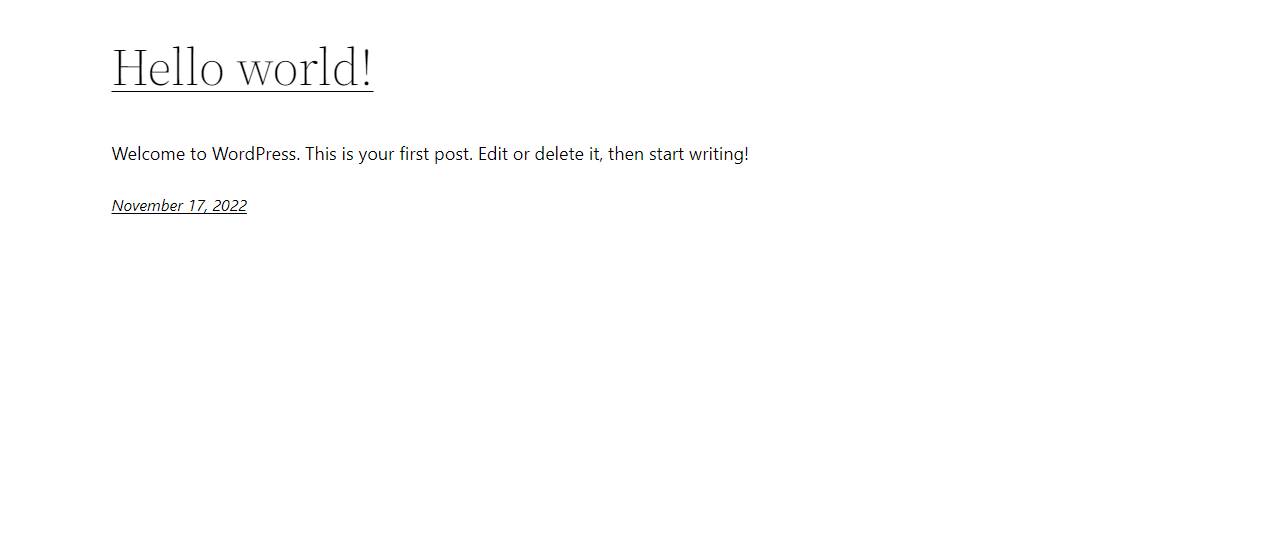 Hello world!
Welcome to WordPress. This is your first post. Edit or delete it, then start writing!
November 17, 2022